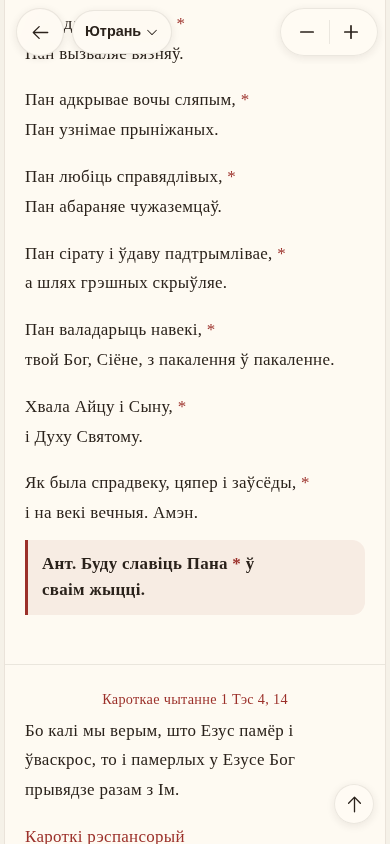 Ютрань
*
Пан вызваляе вязняў.
Пан адкрывае вочы сляпым, *
Пан узнімае прыніжаных.
Пан любіць справядлівых, *
Пан абараняе чужаземцаў.
Пан сірату і ўдаву падтрымлівае, *
а шлях грэшных скрыўляе.
Пан валадарыць навекі, *
твой Бог, Сіёне, з пакалення ў пакаленне.
Хвала Айцу і Сыну, *
і Духу Святому.
Як была спрадвеку, цяпер і заўсёды, *
і на векі вечныя. Амэн.
Ант. Буду славіць Пана * ў
сваім жыцці.
Кароткае чытанне 1 Тэс 4, 14
Бо калі мы верым, што Езус памёр і
ўваскрос, то і памерлых у Езусе Бог
прывядзе разам з Ім.
Кароткі рэспансорый